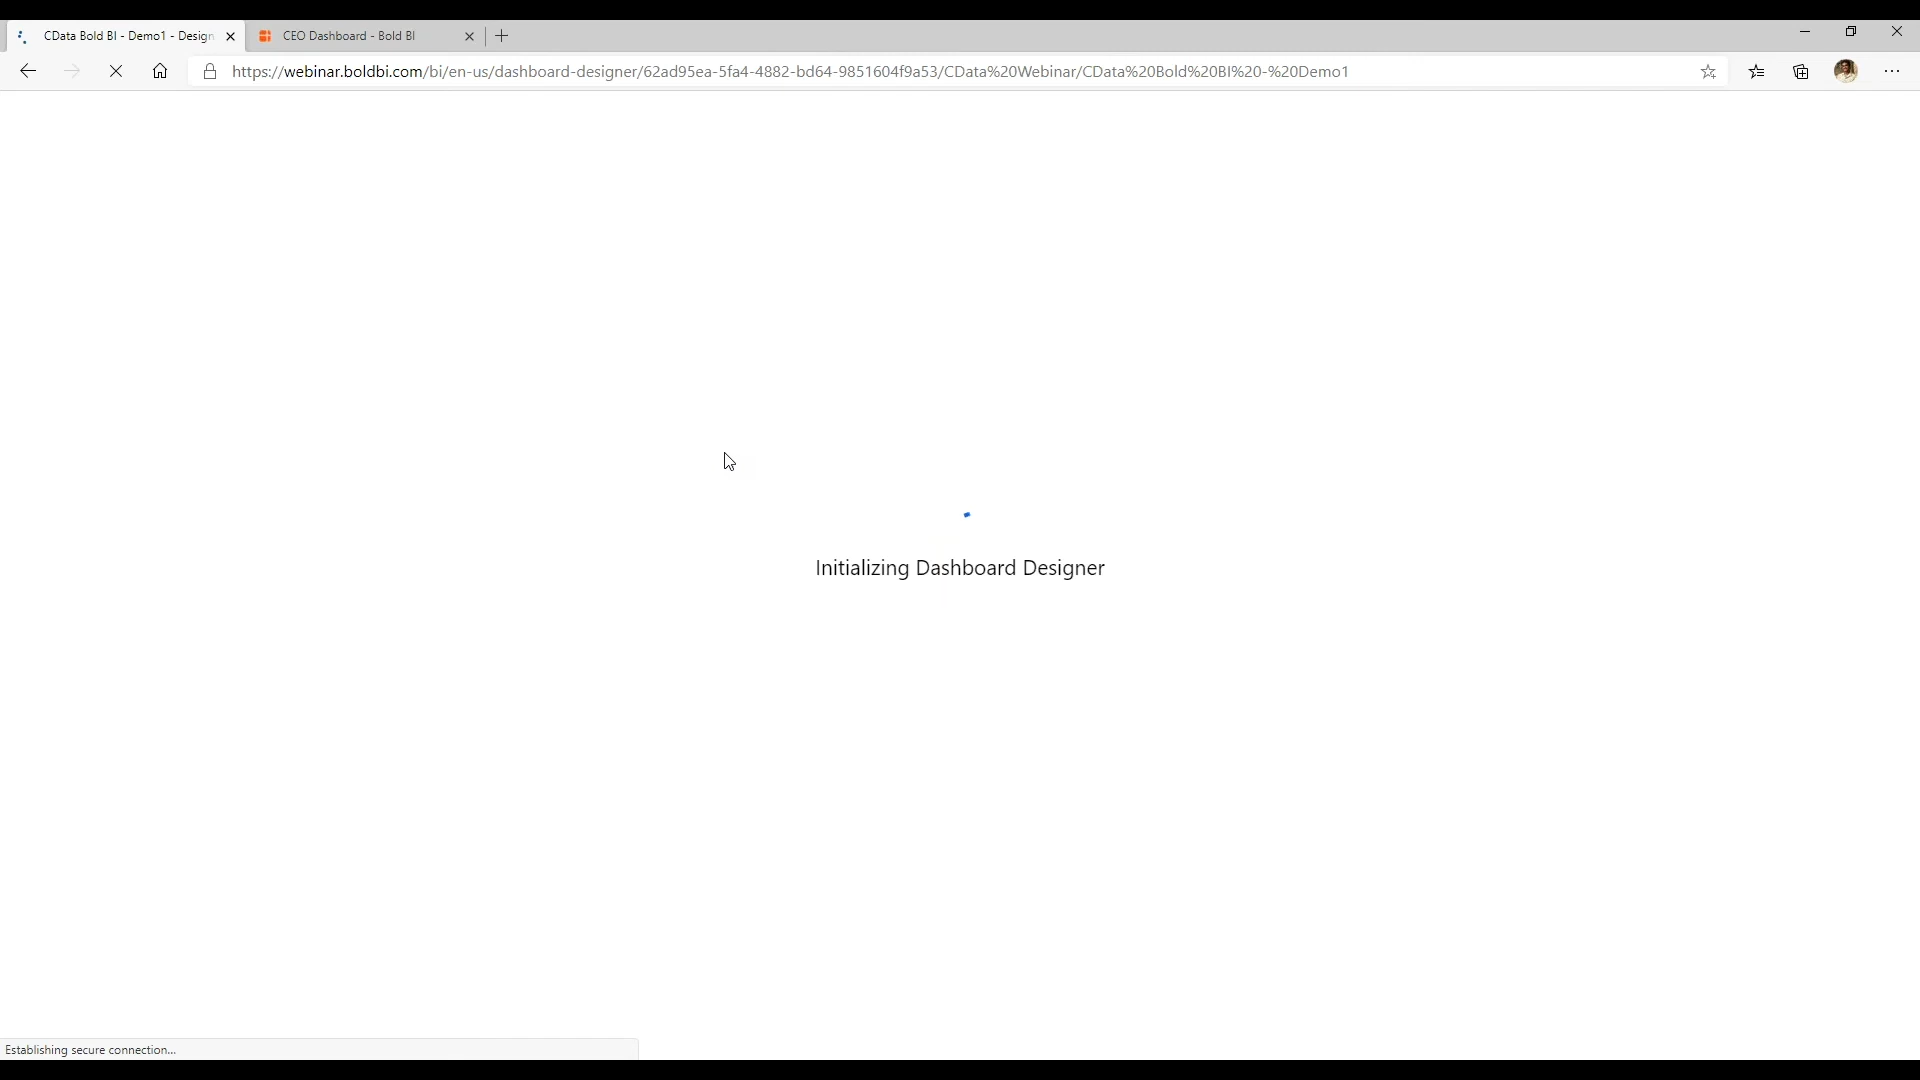 CData Bold BI - Demo1 - Design
CEO Dashboard - Bold BI
https://webinar.boldbi.com/bi/en-us/dashboard-designer/62ad95ea-5fa4-4882-bd64-9851604f9a53/CData%20Webinar/CData%20Bold%20BI%20-%20Demo1
Initializing Dashboard Designer
Establishing secure connection...